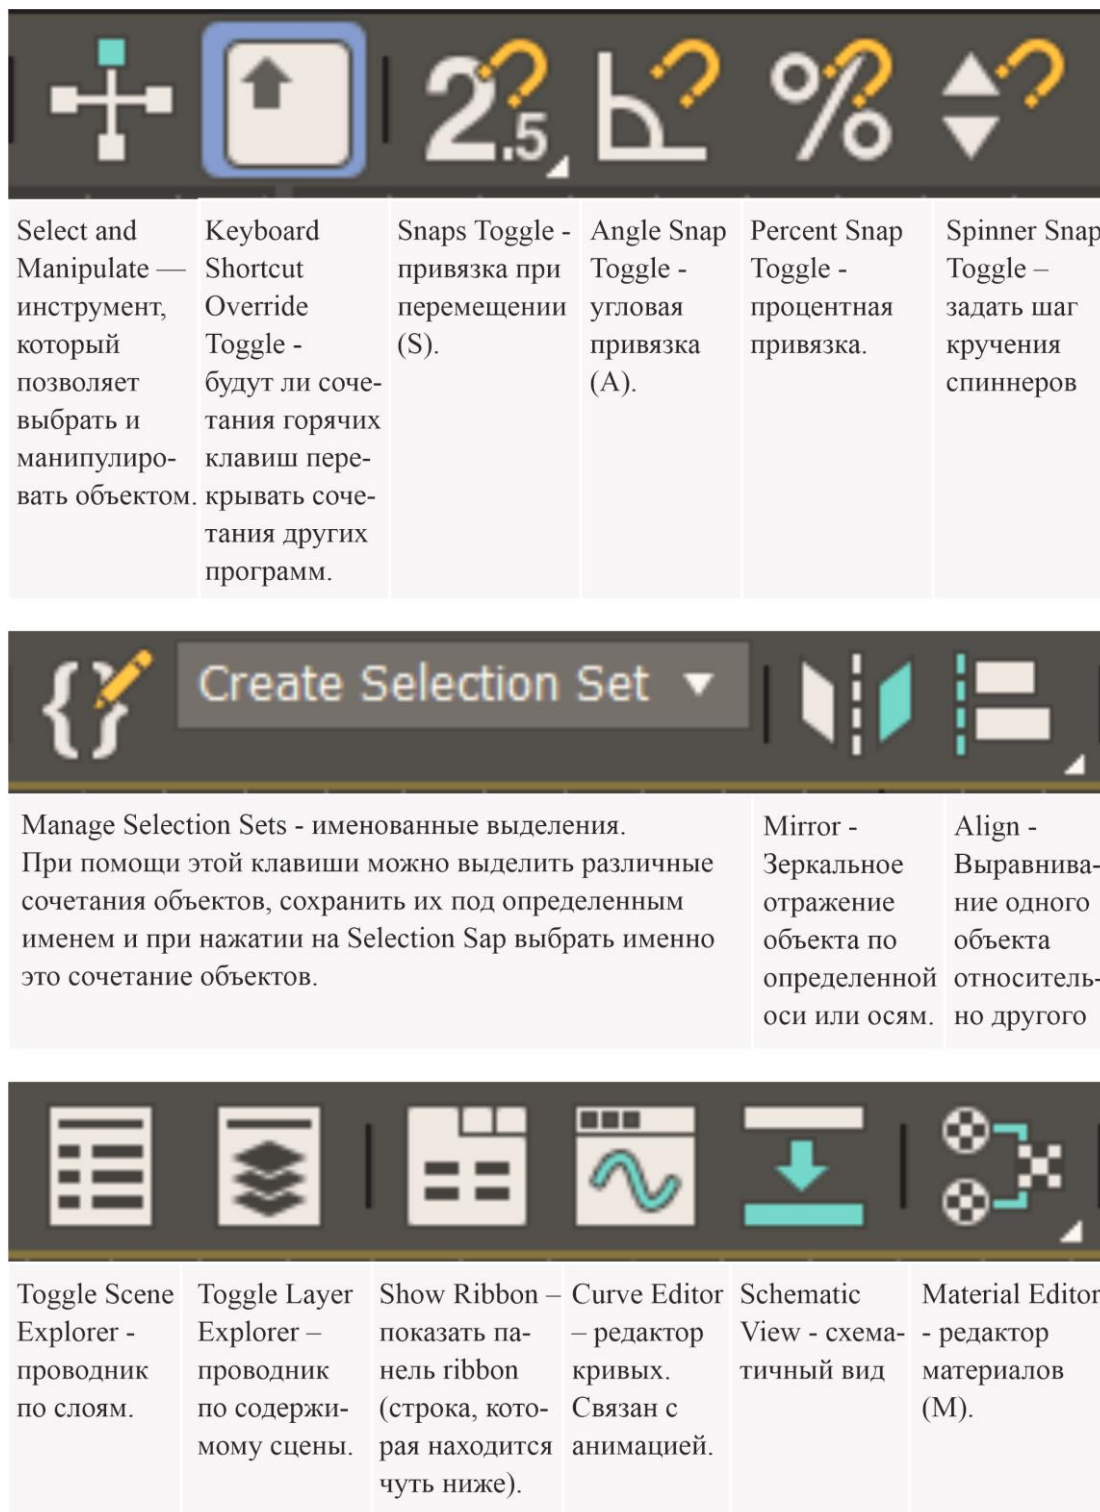 2.5
%
Select and
Manipulate —
инструмент,
который
позволяет
выбрать и
манипулиро-
вать объектом.
Keyboard
Shortcut
Override
Toggle -
будут ли соче-
тания горячих
клавиш пере-
крывать соче-
тания других
программ.
Snaps Toggle -
привязка при
перемещении
(S).
Angle Snap
Toggle -
угловая
привязка
(A).
Percent Snap
Toggle -
процентная
привязка.
Spinner Snap
Toggle –
задать шаг
кручения
спиннеров
{} Create Selection Set
Manage Selection Sets - именованные выделения.
При помощи этой клавиши можно выделить различные
сочетания объектов, сохранить их под определенным
именем и при нажатии на Selection Sap выбрать именно
это сочетание объектов.
Mirror -
Зеркальное
отражение
объекта по
определенной
оси или осям.
Align -
Выравнива-
ние одного
объекта
относитель-
но другого
Toggle Scene
Explorer -
проводник
по слоям.
Toggle Layer
Explorer –
проводник
по содержи-
мому сцены.
Show Ribbon –
показать па-
нель ribbon
(строка, кото-
рая находится
чуть ниже).
Curve Editor
– редактор
кривых.
Связан с
анимацией.
Schematic
View - схема-
тичный вид
Material Editor
- редактор
материалов
(M).